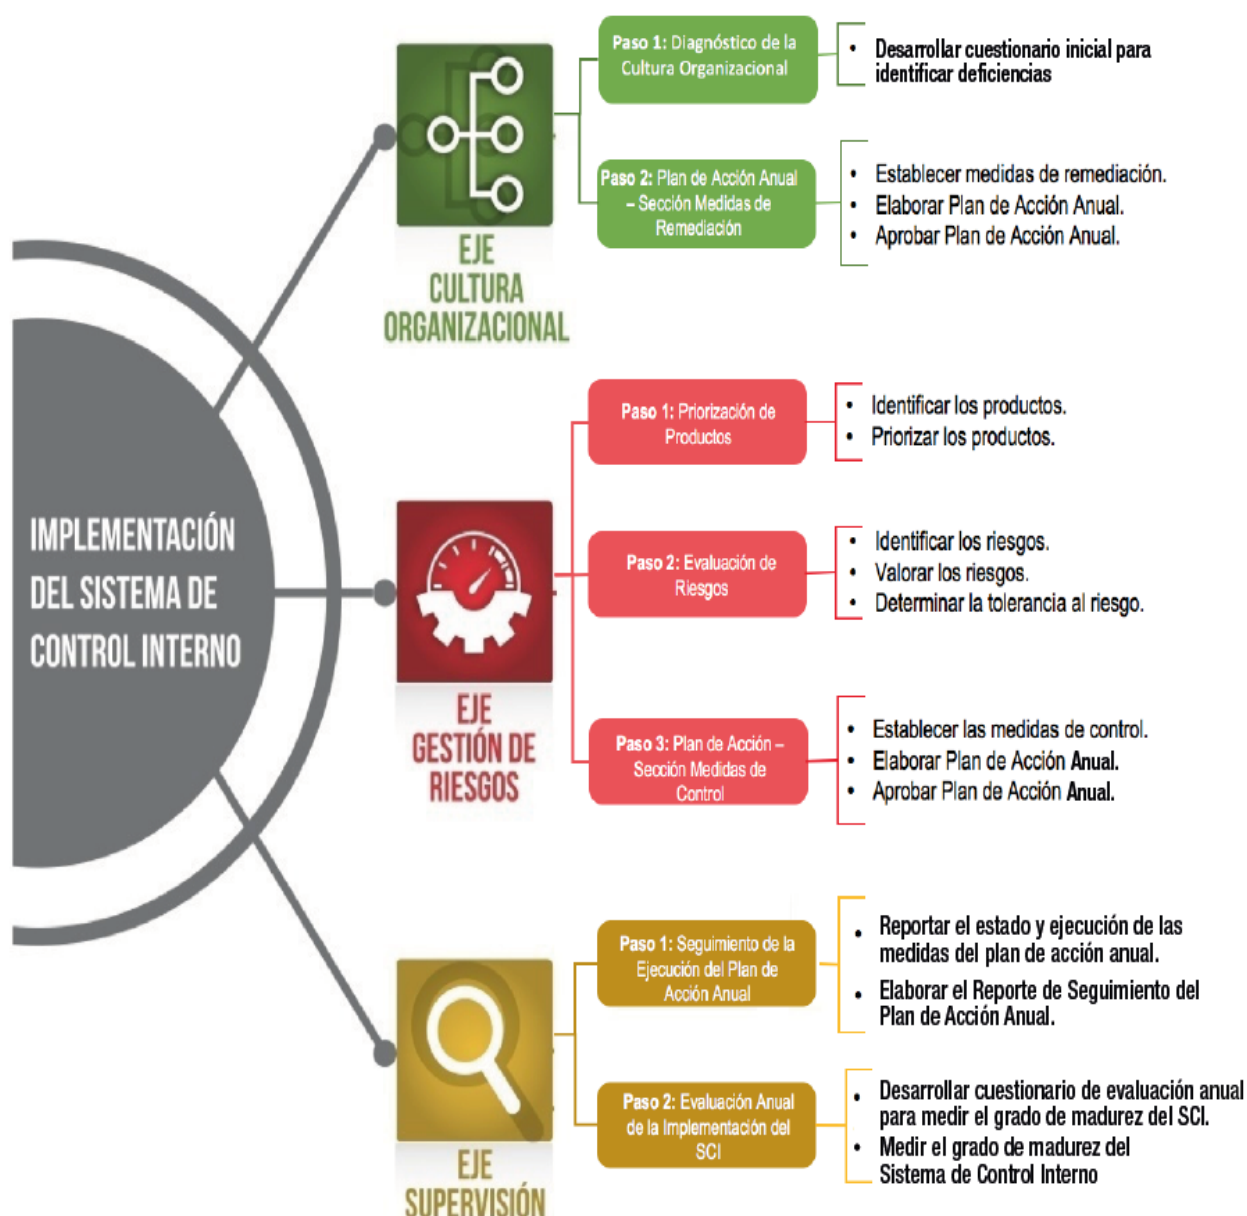 IMPLEMENTACIÓN
DEL SISTEMA DE
CONTROL INTERNO
EJE
CULTURA
ORGANIZACIONAL
Paso 1: Diagnóstico de la
Cultura Organizacional
• Desarrollar cuestionario inicial para
identificar deficiencias
Paso 2: Plan de Acción Anual
– Sección Medidas de
Remediación
• Establecer medidas de remediación.
• Elaborar Plan de Acción Anual.
• Aprobar Plan de Acción Anual.
EJE
GESTIÓN DE
RIESGOS
Paso 1: Priorización de
Productos
• Identificar los productos.
• Priorizar los productos.
Paso 2: Evaluación de
Riesgos
• Identificar los riesgos.
• Valorar los riesgos.
• Determinar la tolerancia al riesgo.
Paso 3: Plan de Acción –
Sección Medidas de
Control
• Establecer las medidas de control.
• Elaborar Plan de Acción Anual.
• Aprobar Plan de Acción Anual.
EJE
SUPERVISIÓN
Paso 1: Seguimiento de la
Ejecución del Plan de
Acción Anual
• Reportar el estado y ejecución de las
medidas del plan de acción anual.
• Elaborar el Reporte de Seguimiento del
Plan de Acción Anual.
Paso 2: Evaluación Anual
de la Implementación del
SCI
• Desarrollar cuestionario de evaluación anual
para medir el grado de madurez del SCI.
• Medir el grado de madurez del
Sistema de Control Interno